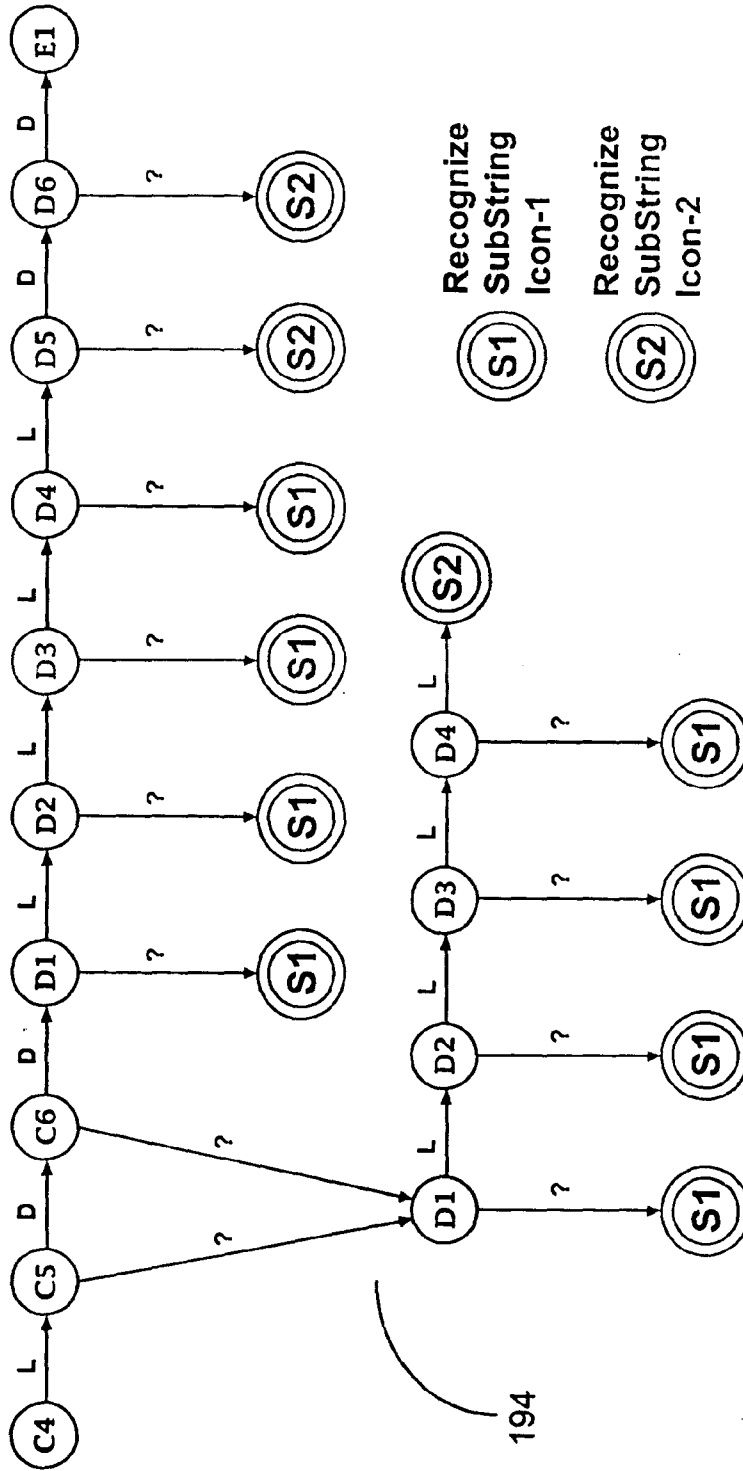 L D D L L L L D D
C4 C5 C6 D1 D2 D3 D4 D5 D6 E1
? ? ? ? ? ? ? ?
S1 S1 S1 S1 S2 S2
L L L L
D1 D2 D3 D4 S2
? ? ? ?
S1 S1 S1 S1
194
S1
Recognize
SubString
Icon-1
S2
Recognize
SubString
Icon-2